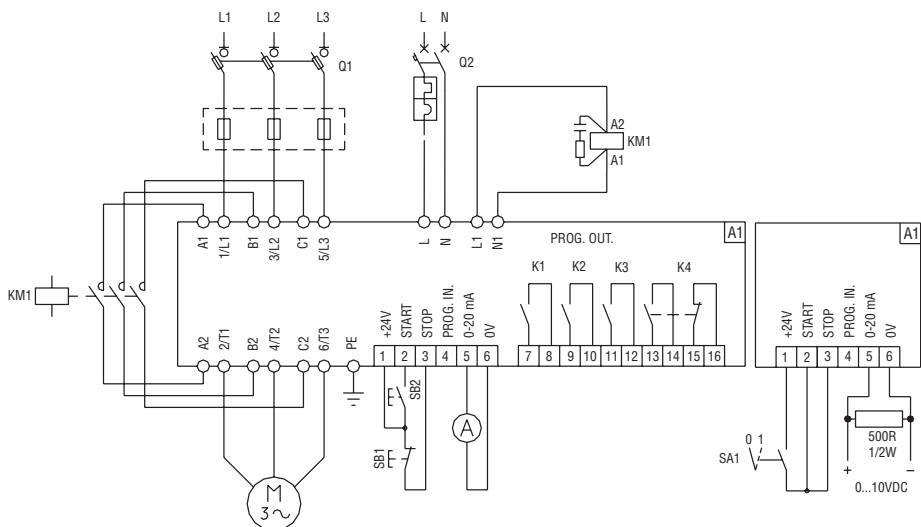 L1 L2 L3 L N
Q1 Q2
A2
KM1
A1
A1 1/L1 B1 3/L2 C1 5/L3 L N L1 N1 A1 A1
PROG. OUT.
K1 K2 K3 K4
KM1
A2 2/T1 B2 4/T2 C2 6/T3 PE +24V START STOP PROG. IN. 0-20 mA 0V
+24V START STOP PROG. IN. 0-20 mA 0V
1 2 3 4 5 6 7 8 9 10 11 12 13 14 15 16
1 2 3 4 5 6
SB2
A
SB1
500R
1/2W
0 1
SA1
+ –
0...10VDC
M
3~